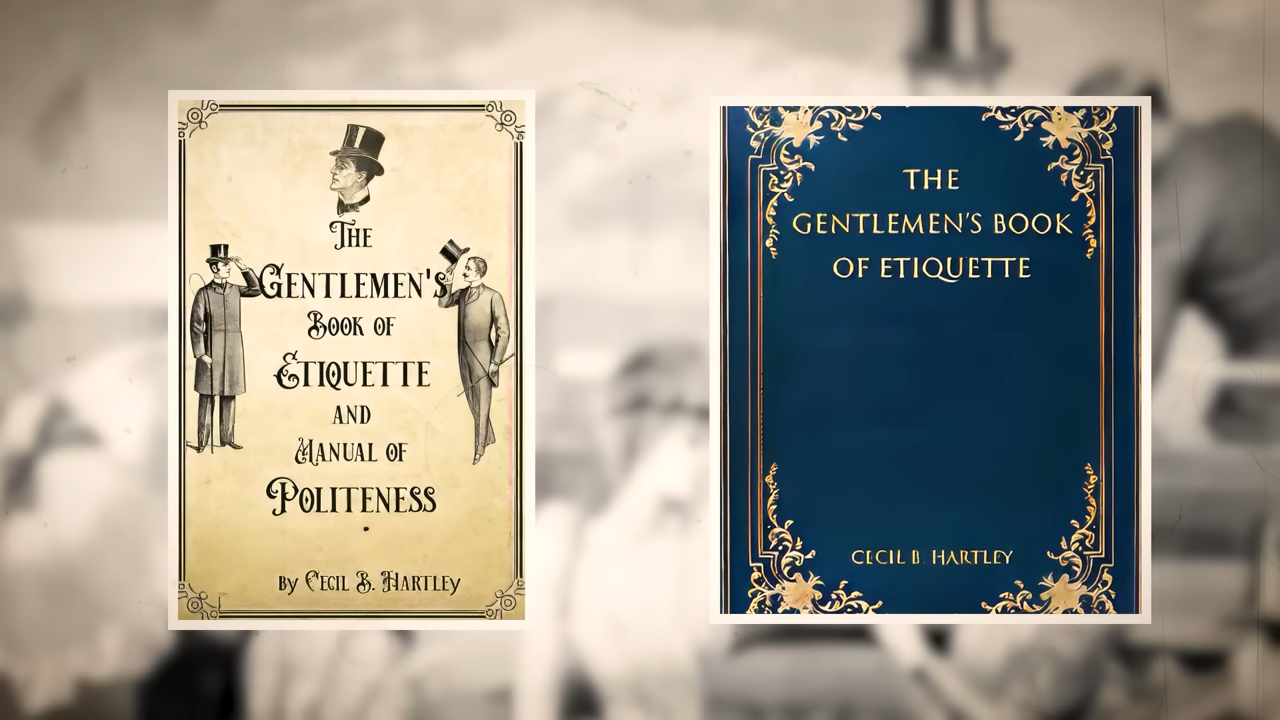 THE
GENTLEMEN'S
BOOK OF
ETIQUETTE
AND
MANUAL OF
POLITENESS
BY CECIL B. HARTLEY
THE
GENTLEMEN'S BOOK
OF ETIQUETTE
CECIL B. HARTLEY